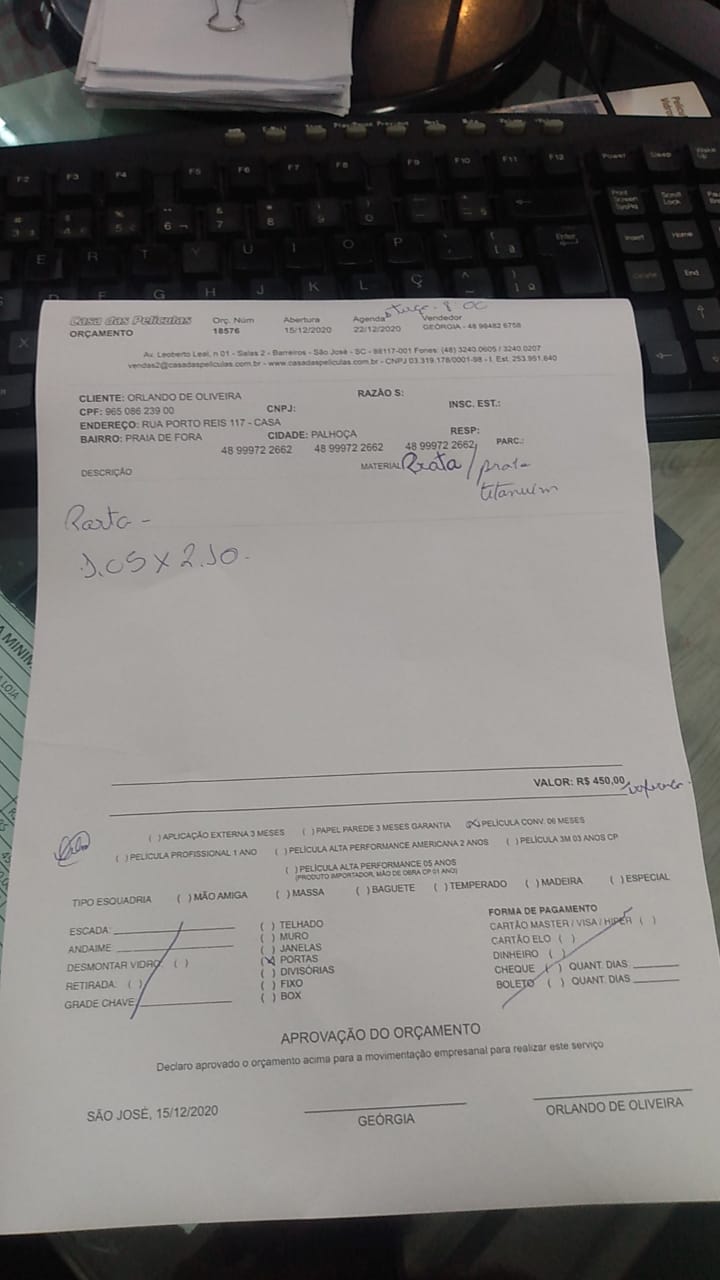 Casa das Películas Orç. Núm Abertura Agenda Vendedor
ORÇAMENTO 18576 15/12/2020 22/12/2020 GEÓRGIA - 48 98482 6758
Av. Leoberto Leal, n 01 - Salas 2 - Barreiros - São José - SC - 88117-001 Fones: (48) 3240.0605 / 3240.0207
vendas2@casadaspeliculas.com.br - www.casadaspeliculas.com.br - CNPJ 03.319.178/0001-98 - I. Est. 253.951.640
CLIENTE: ORLANDO DE OLIVEIRA RAZÃO S:
CPF: 965 086 239 00 CNPJ: INSC. EST.:
ENDEREÇO: RUA PORTO REIS 117 - CASA
BAIRRO: PRAIA DE FORA CIDADE: PALHOÇA RESP:
48 99972 2662 48 99972 2662 48 99972 2662 PARC.:
DESCRIÇÃO MATERIAL Prata / prata
titanuim
Porta -
1.05 x 2.10.
VALOR: R$ 450,00
( ) APLICAÇÃO EXTERNA 3 MESES ( ) PAPEL PAREDE 3 MESES GARANTIA (X) PELÍCULA CONV. 06 MESES
( ) PELÍCULA PROFISSIONAL 1 ANO ( ) PELÍCULA ALTA PERFORMANCE AMERICANA 2 ANOS ( ) PELÍCULA 3M 03 ANOS CP
( ) PELÍCULA ALTA PERFORMANCE 05 ANOS
(PRODUTO IMPORTADOR, MÃO DE OBRA CP 01 ANO)
TIPO ESQUADRIA ( ) MÃO AMIGA ( ) MASSA ( ) BAGUETE ( ) TEMPERADO ( ) MADEIRA ( ) ESPECIAL
ESCADA:
ANDAIME:
DESMONTAR VIDRO: ( )
RETIRADA: ( )
GRADE CHAVE:
( ) TELHADO
( ) MURO
( ) JANELAS
(X) PORTAS
( ) DIVISÓRIAS
( ) FIXO
( ) BOX
FORMA DE PAGAMENTO
CARTÃO MASTER / VISA / HIPER ( )
CARTÃO ELO ( )
DINHEIRO ( )
CHEQUE ( ) QUANT. DIAS
BOLETO ( ) QUANT. DIAS
APROVAÇÃO DO ORÇAMENTO
Declaro aprovado o orçamento acima para a movimentação empresarial para realizar este serviço
SÃO JOSÉ, 15/12/2020
GEÓRGIA
ORLANDO DE OLIVEIRA